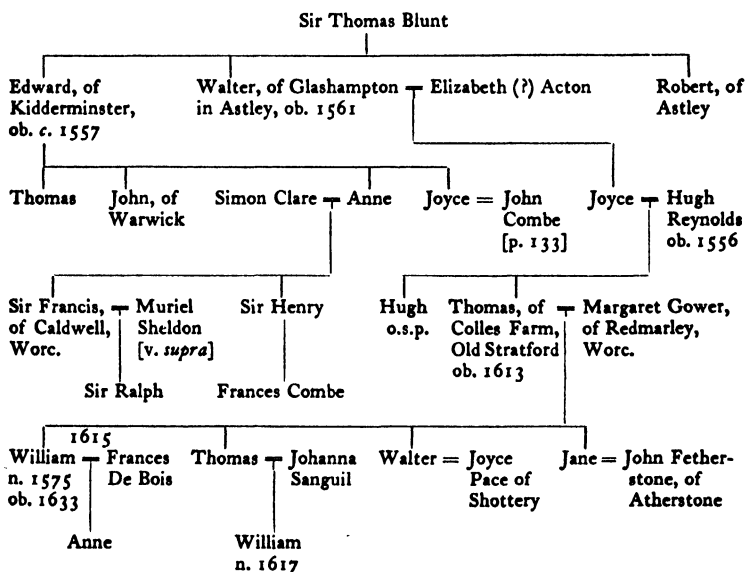 Sir Thomas Blunt
Edward, of
Kidderminster,
ob. c. 1557
Walter, of Glashampton
in Astley, ob. 1561
Elizabeth (?) Acton
Robert, of
Astley
Thomas
John, of
Warwick
Simon Clare
Anne
Joyce =
John
Combe
[p. 133]
Joyce
Hugh
Reynolds
ob. 1556
Sir Francis,
of Caldwell,
Worc.
Muriel
Sheldon
[v. supra]
Sir Henry
Hugh
o.s.p.
Thomas, of
Colles Farm,
Old Stratford
ob. 1613
Margaret Gower,
of Redmarley,
Worc.
Sir Ralph
Frances Combe
1615
William
n. 1575
ob. 1633
Frances
De Bois
Thomas
Johanna
Sanguil
Walter =
Joyce
Pace of
Shottery
Jane =
John Fether-
stone, of
Atherstone
Anne
William
n. 1617